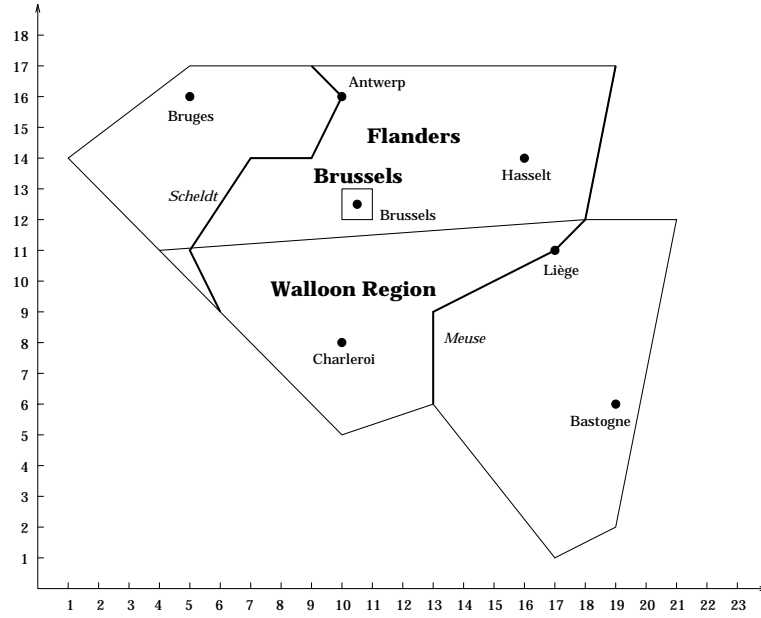 18
17
16
15
14
13
12
11
10
9
8
7
6
5
4
3
2
1
Antwerp
Bruges
Flanders
Brussels
Hasselt
Scheldt
Brussels
Liège
Walloon Region
Meuse
Charleroi
Bastogne
1 2 3 4 5 6 7 8 9 10 11 12 13 14 15 16 17 18 19 20 21 22 23